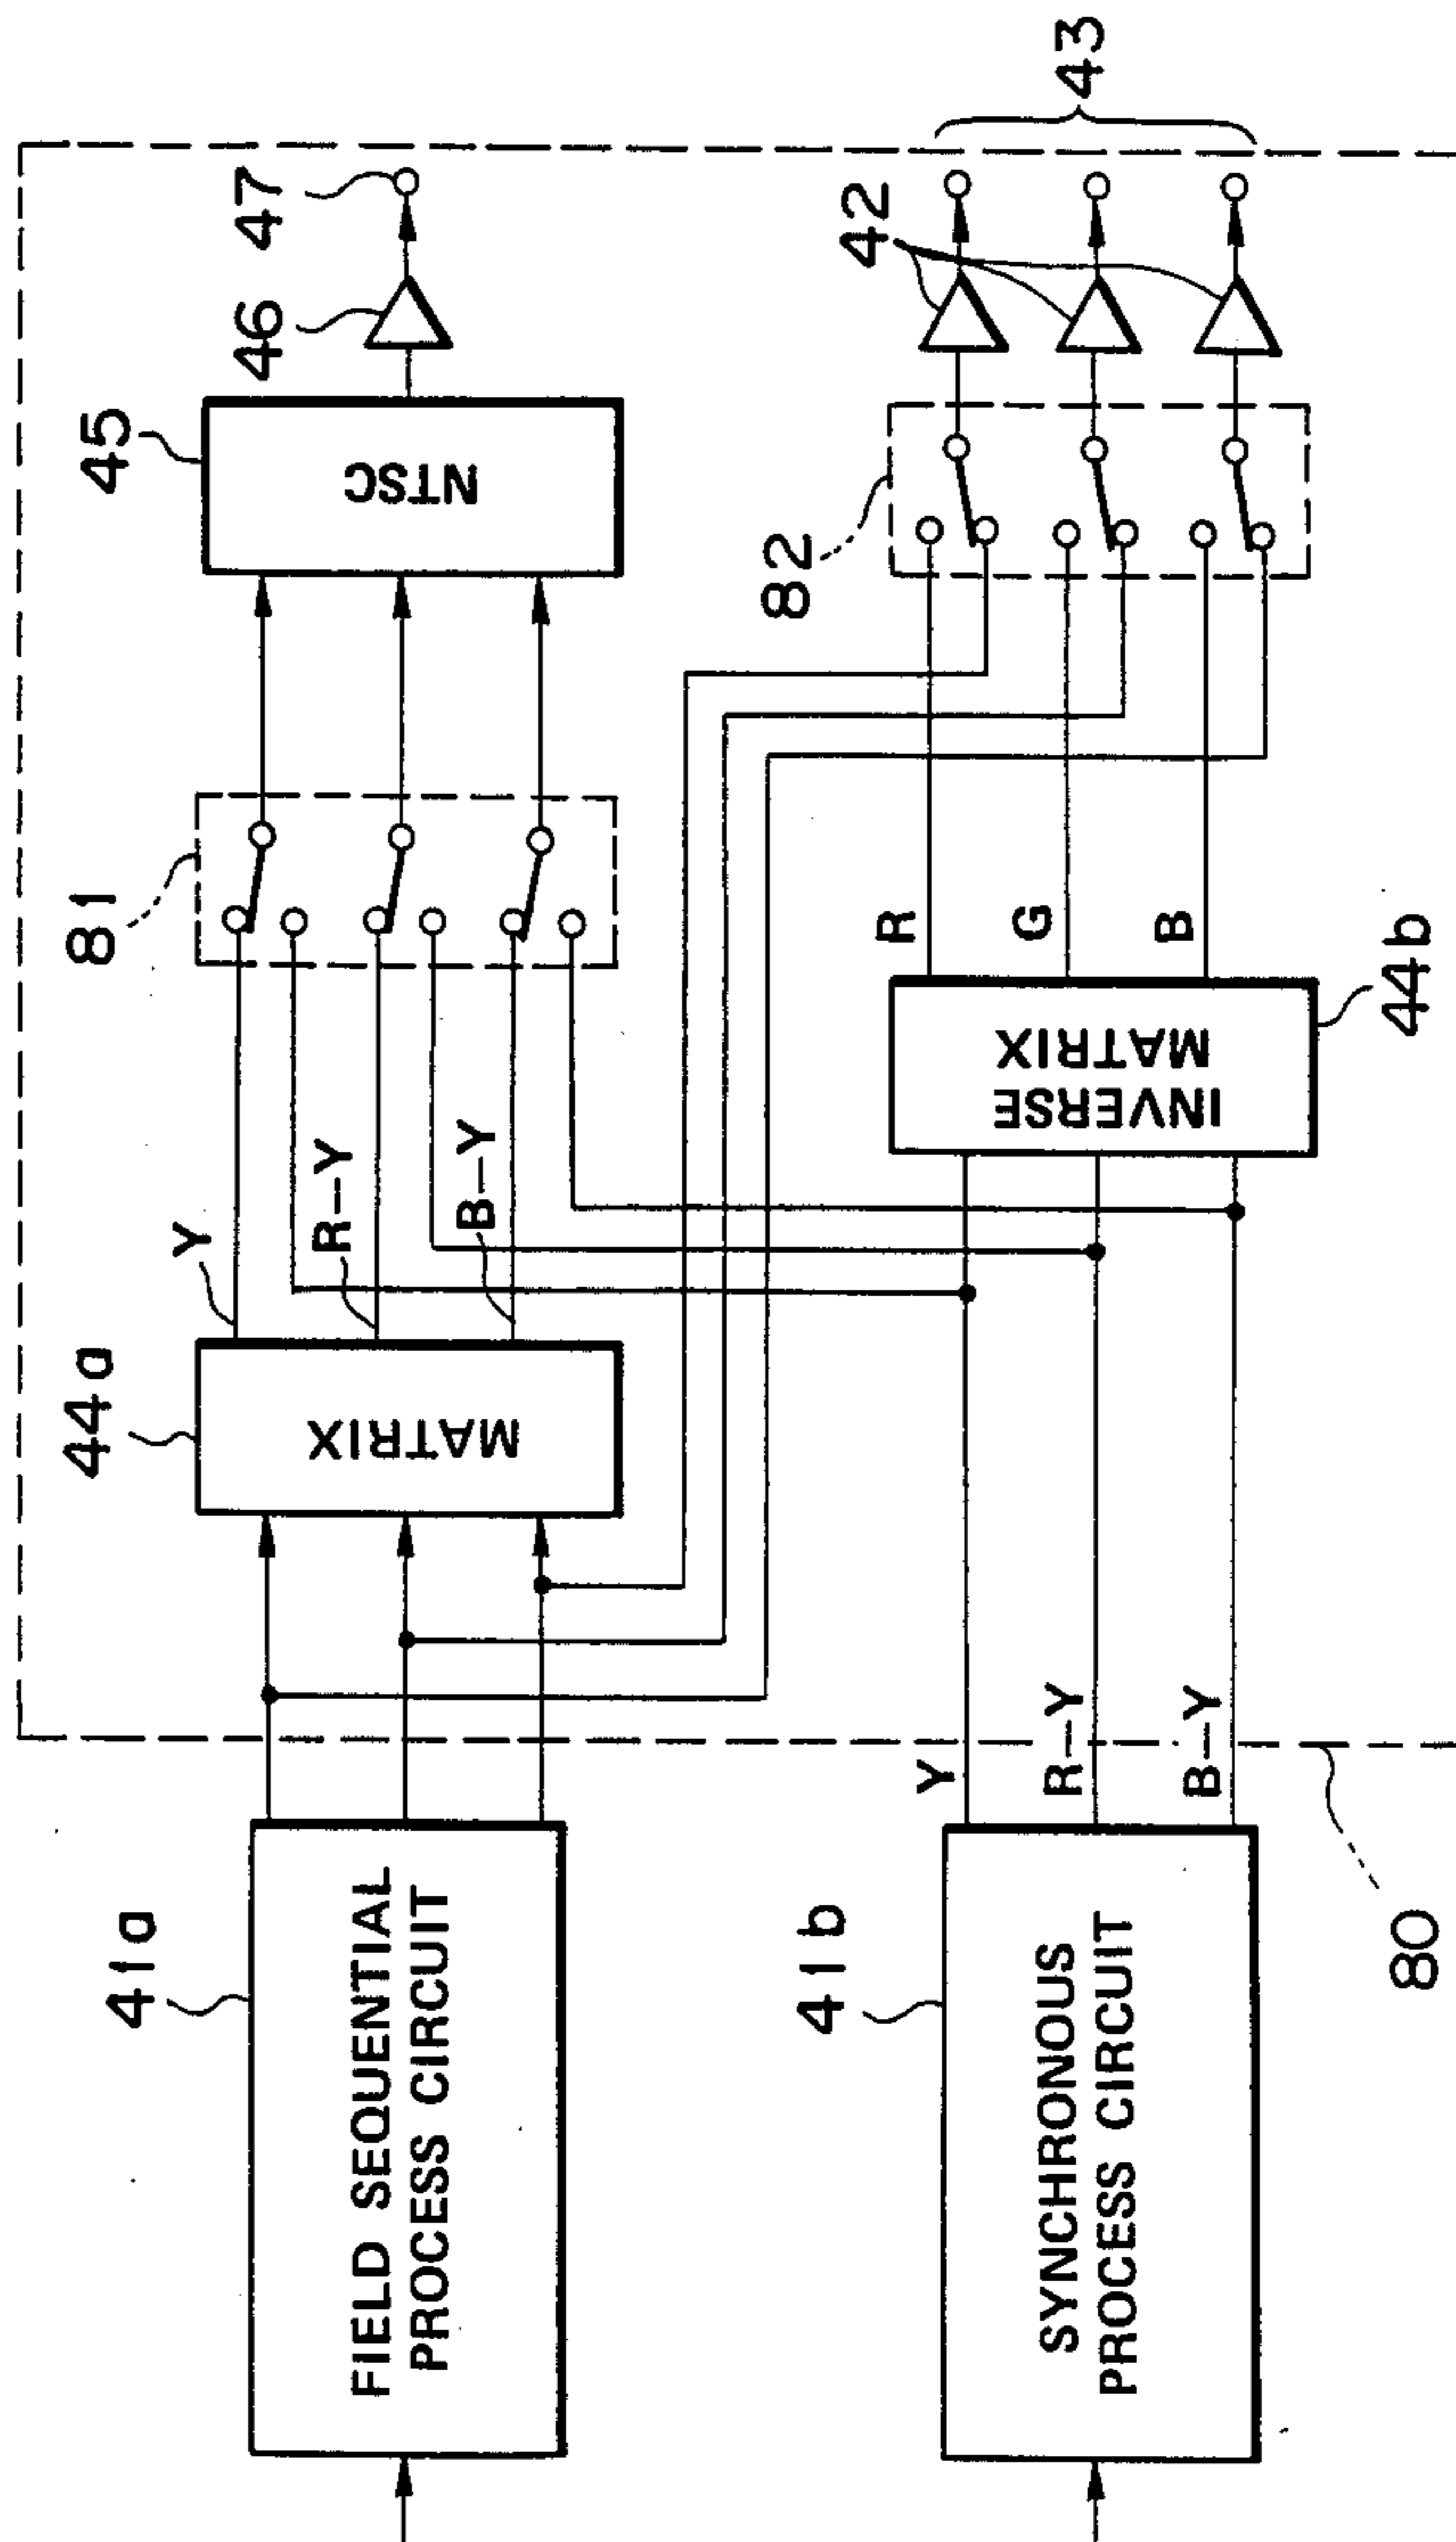 41a
FIELD SEQUENTIAL
PROCESS CIRCUIT
44a
MATRIX
Y
R-Y
B-Y
81
45
NTSC
46
47
41b
SYNCHRONOUS
PROCESS CIRCUIT
Y
R-Y
B-Y
80
INVERSE
MATRIX
44b
R
G
B
82
42
43